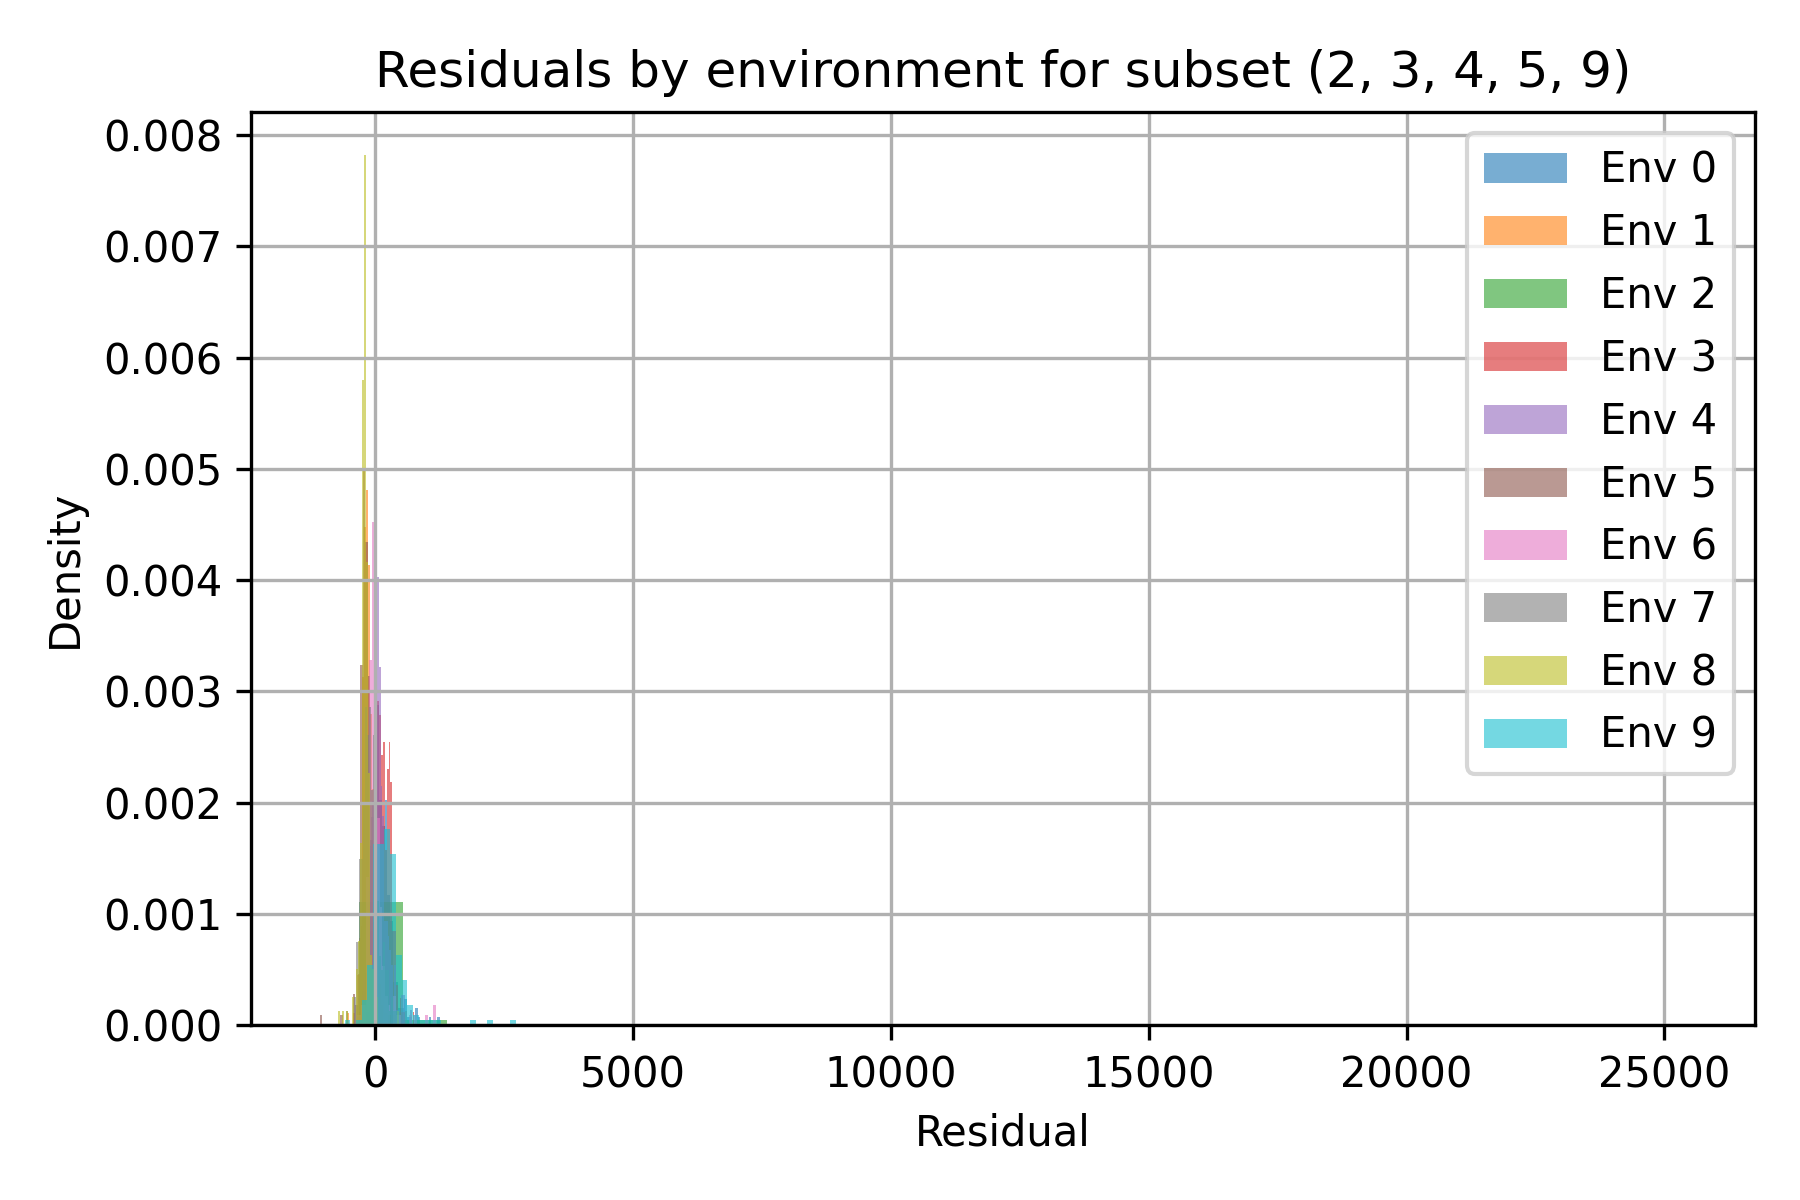 Residuals by environment for subset (2, 3, 4, 5, 9)
0.008
0.007
0.006
0.005
0.004
0.003
0.002
0.001
0.000
Density
0 5000 10000 15000 20000 25000
Residual
Env 0
Env 1
Env 2
Env 3
Env 4
Env 5
Env 6
Env 7
Env 8
Env 9